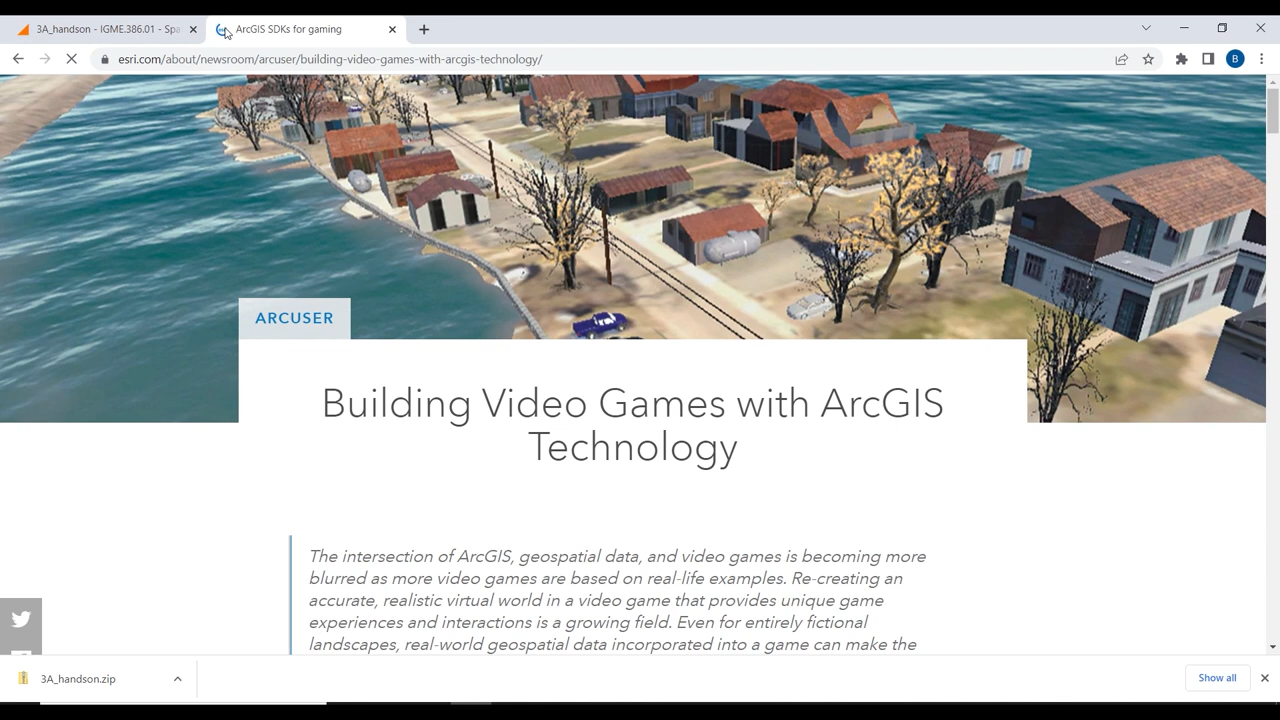 3A_handson - IGME.386.01 - Spa
ArcGIS SDKs for gaming
esri.com/about/newsroom/arcuser/building-video-games-with-arcgis-technology/
B
ARCUSER
Building Video Games with ArcGIS
Technology
The intersection of ArcGIS, geospatial data, and video games is becoming more
blurred as more video games are based on real-life examples. Re-creating an
accurate, realistic virtual world in a video game that provides unique game
experiences and interactions is a growing field. Even for entirely fictional
landscapes, real-world geospatial data incorporated into a game can make the
3A_handson.zip
Show all